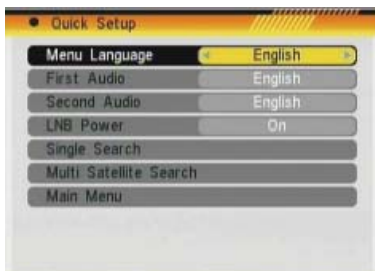 Quick Setup
Menu Language English
First Audio English
Second Audio English
LNB Power On
Single Search
Multi Satellite Search
Main Menu